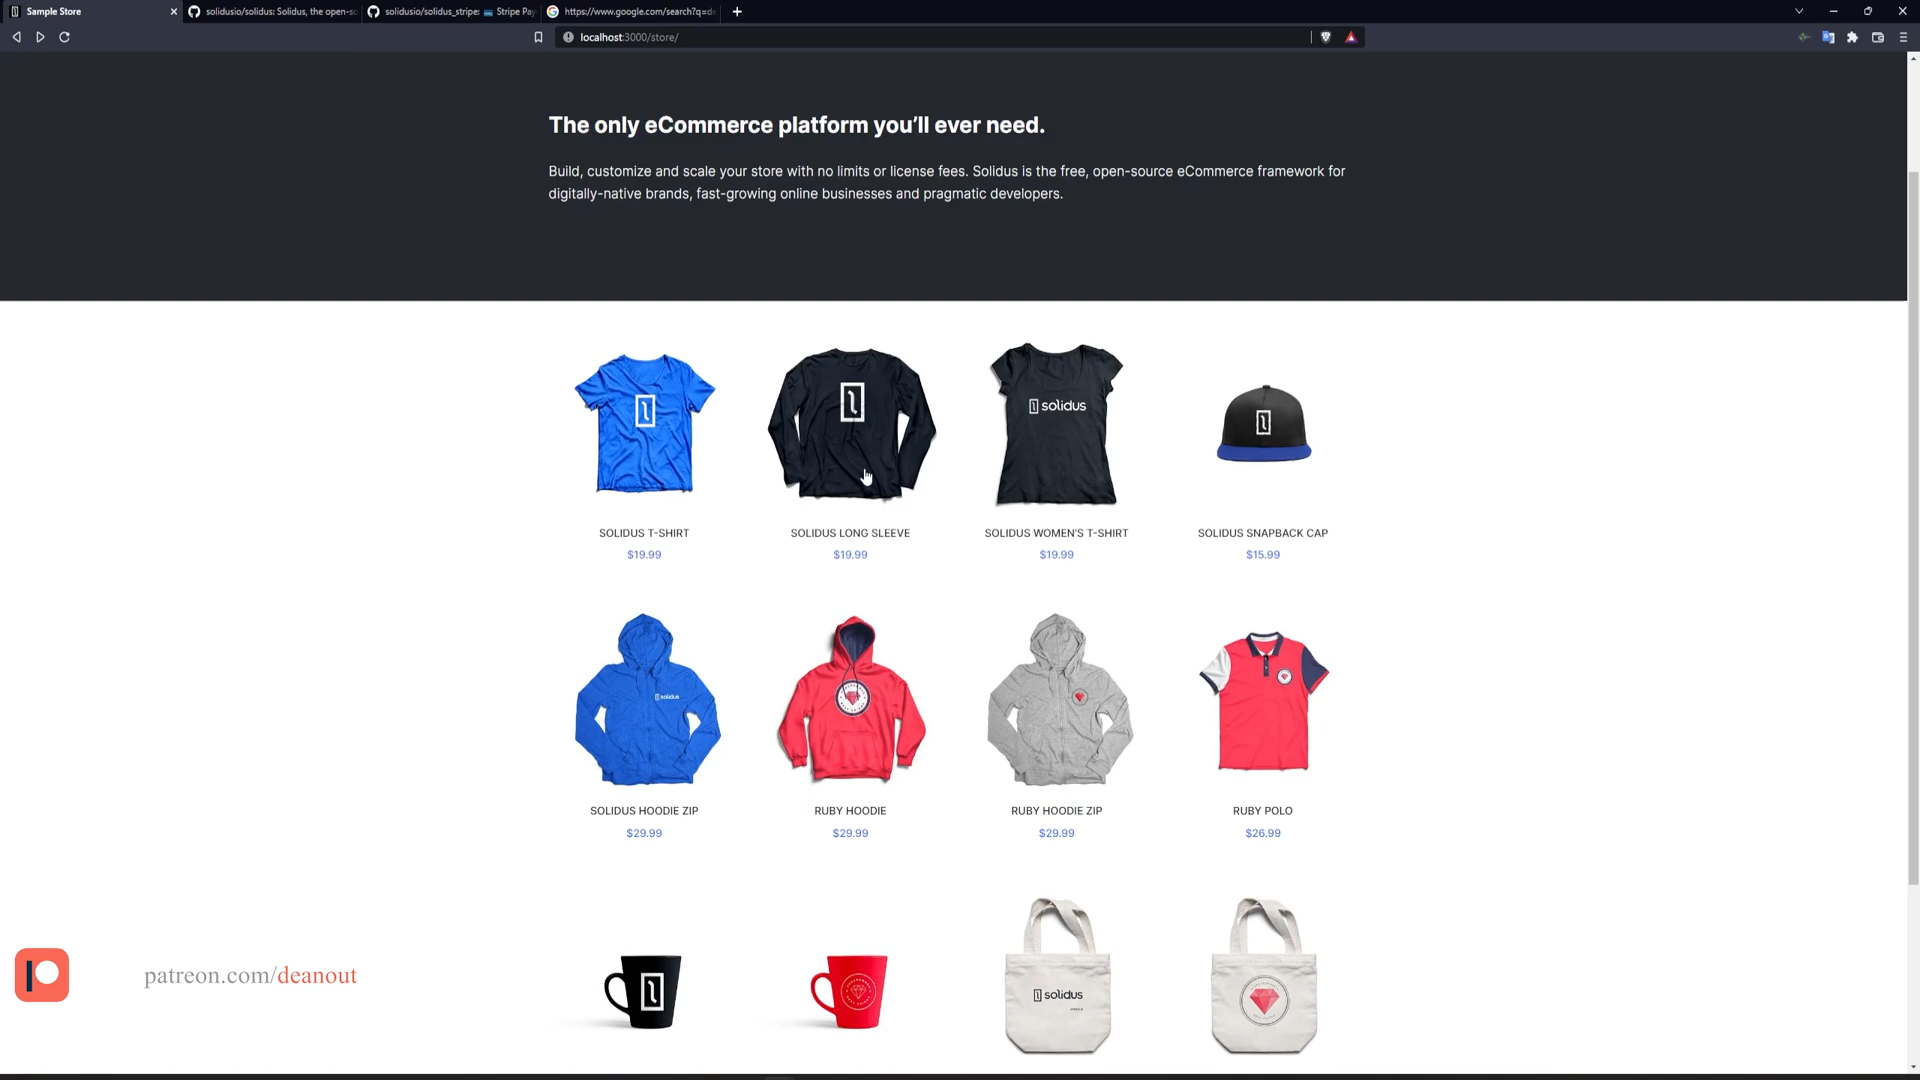 Sample Store
solidusio/solidus: Solidus, the open-so
solidusio/solidus_stripe: 💳 Stripe Pay
https://www.google.com/search?q=de
localhost:3000/store/
The only eCommerce platform you’ll ever need.
Build, customize and scale your store with no limits or license fees. Solidus is the free, open-source eCommerce framework for
digitally-native brands, fast-growing online businesses and pragmatic developers.
solidus
SOLIDUS T-SHIRT
$19.99
SOLIDUS LONG SLEEVE
$19.99
SOLIDUS WOMEN'S T-SHIRT
$19.99
SOLIDUS SNAPBACK CAP
$15.99
solidus
SOLIDUS HOODIE ZIP
$29.99
RUBY HOODIE
$29.99
RUBY HOODIE ZIP
$29.99
RUBY POLO
$26.99
solidus
patreon.com/deanout